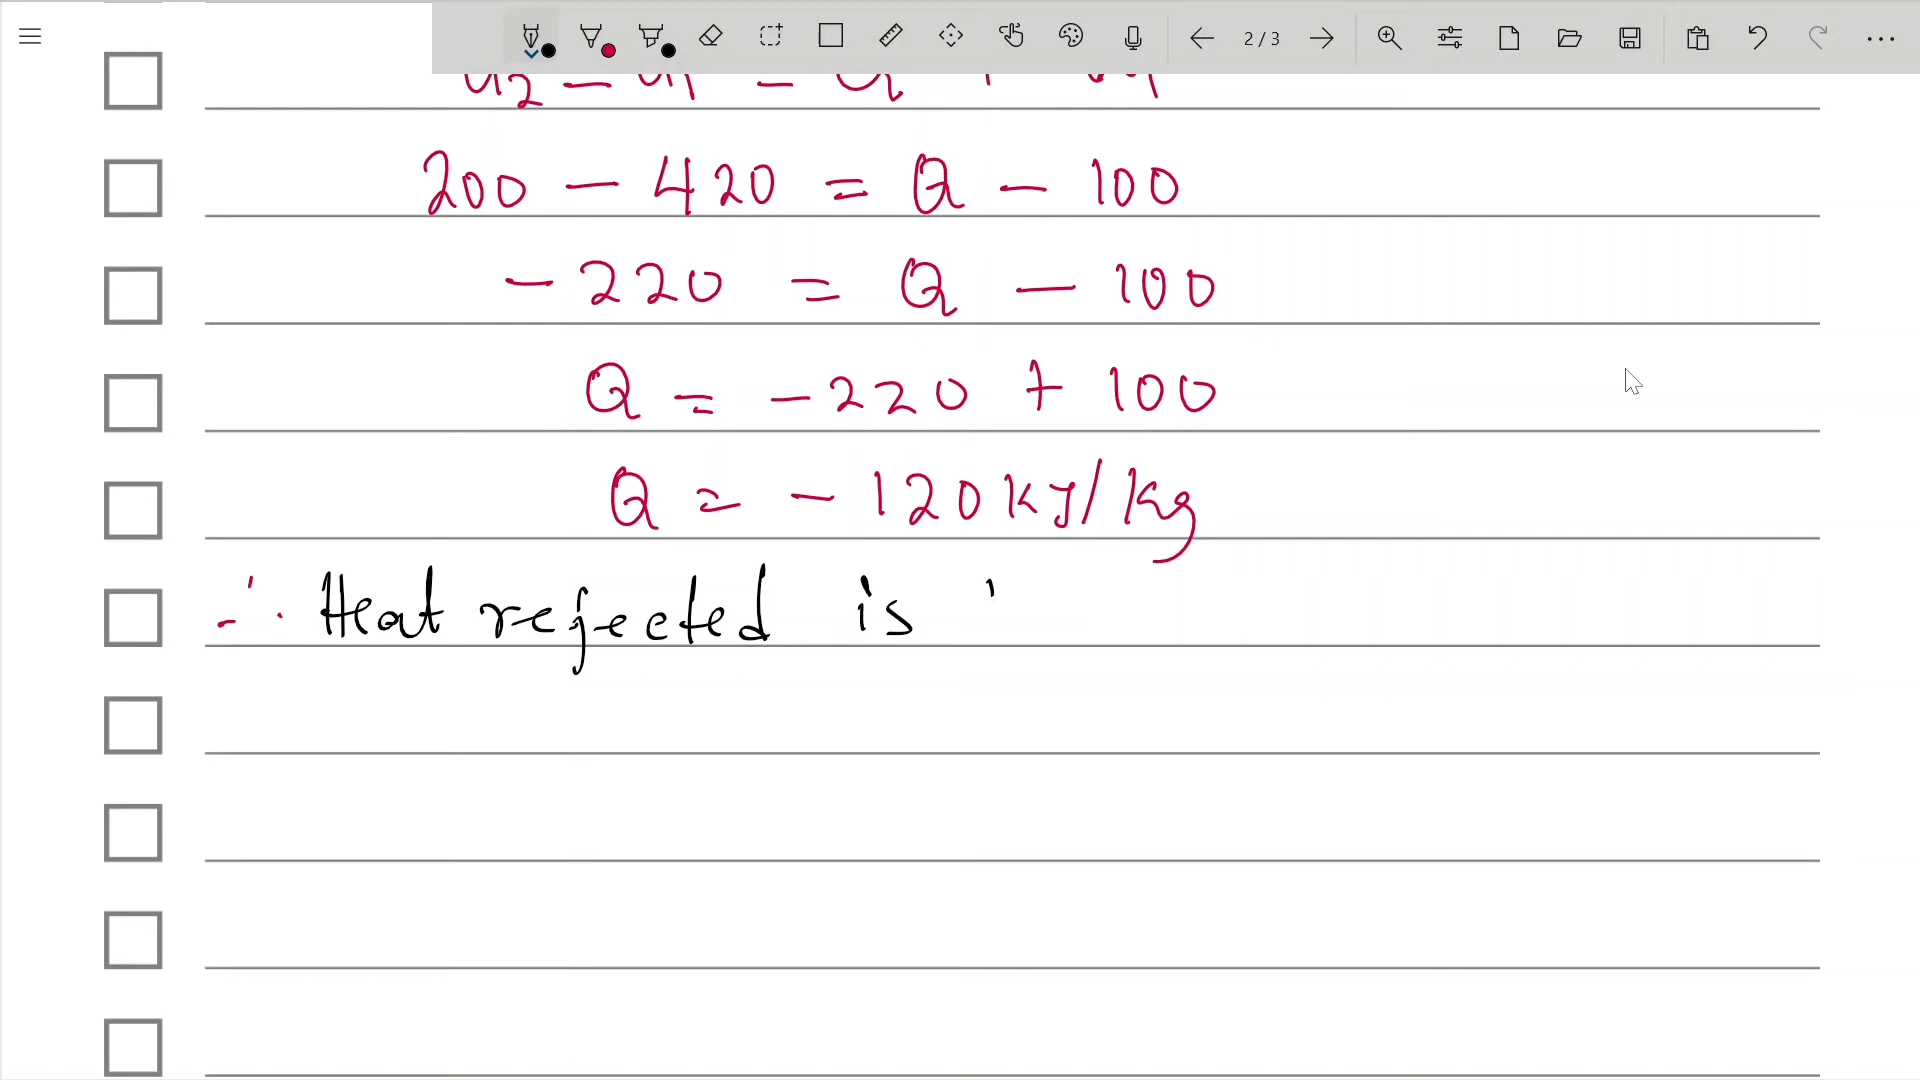 2 / 3
200 - 420 = Q - 100
- 220 = Q - 100
Q = - 220 + 100
Q = - 120 KJ/Kg
∴ Heat rejected is